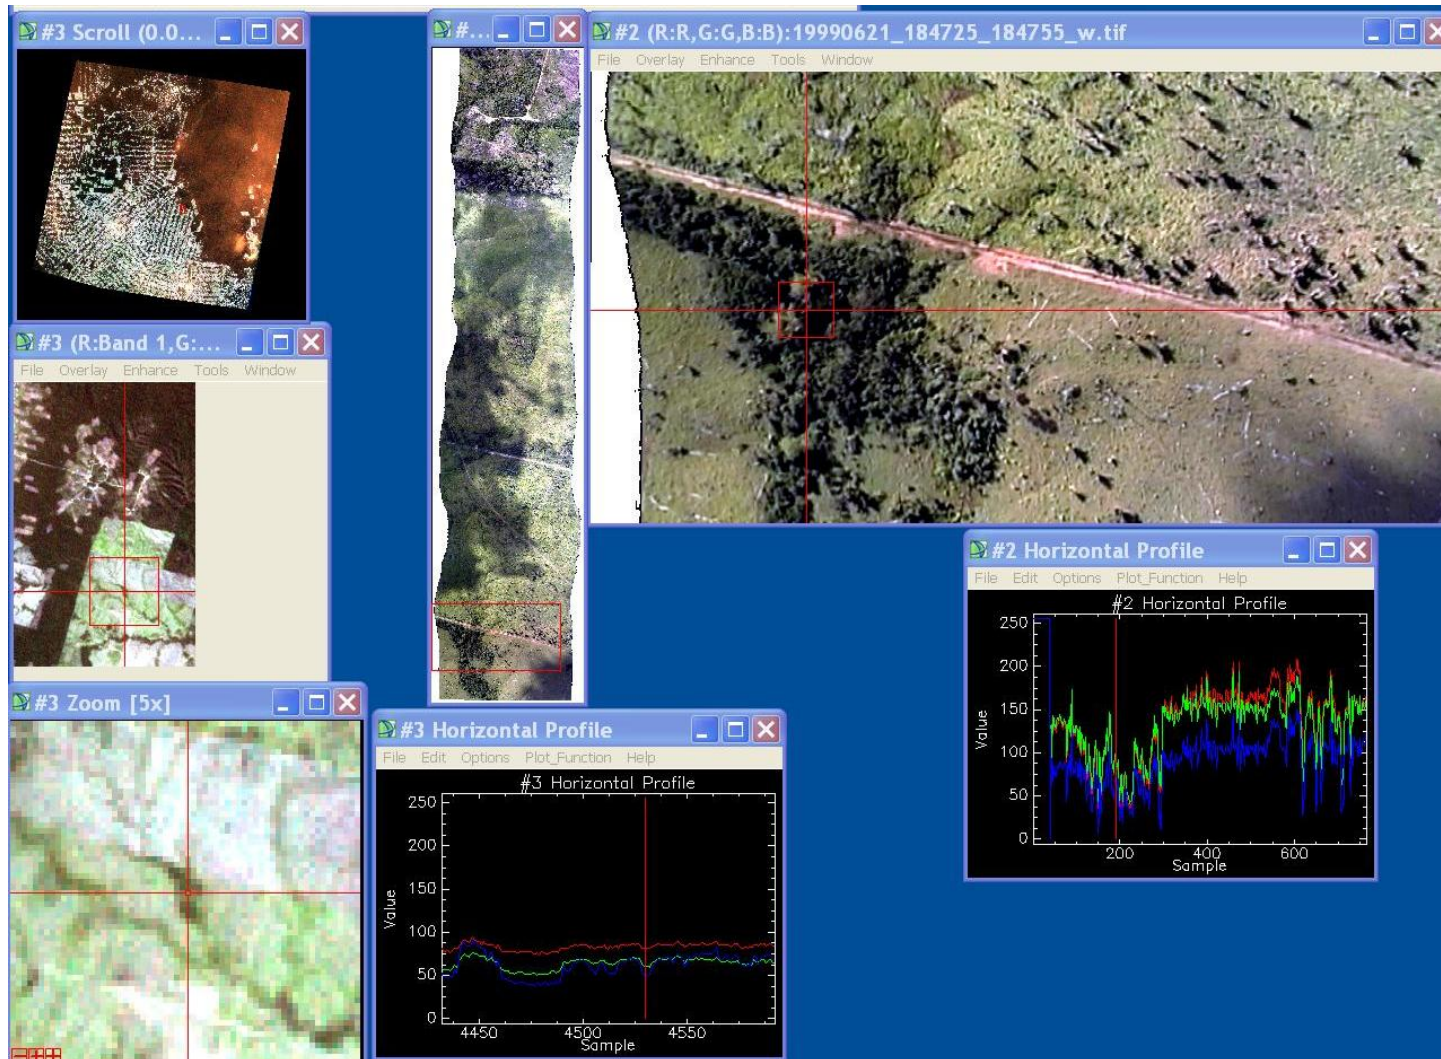 #3 Scroll (0.0...
#...
#2 (R:R,G:G,B:B):19990621_184725_184755_w.tif
File Overlay Enhance Tools Window
#3 (R:Band 1,G:...
File Overlay Enhance Tools Window
#2 Horizontal Profile
File Edit Options Plot_Function Help
#2 Horizontal Profile
250
200
150
100
50
0
Value
200 400 600
Sample
#3 Zoom [5x]
#3 Horizontal Profile
File Edit Options Plot_Function Help
#3 Horizontal Profile
250
200
150
100
50
0
Value
4450 4500 4550
Sample